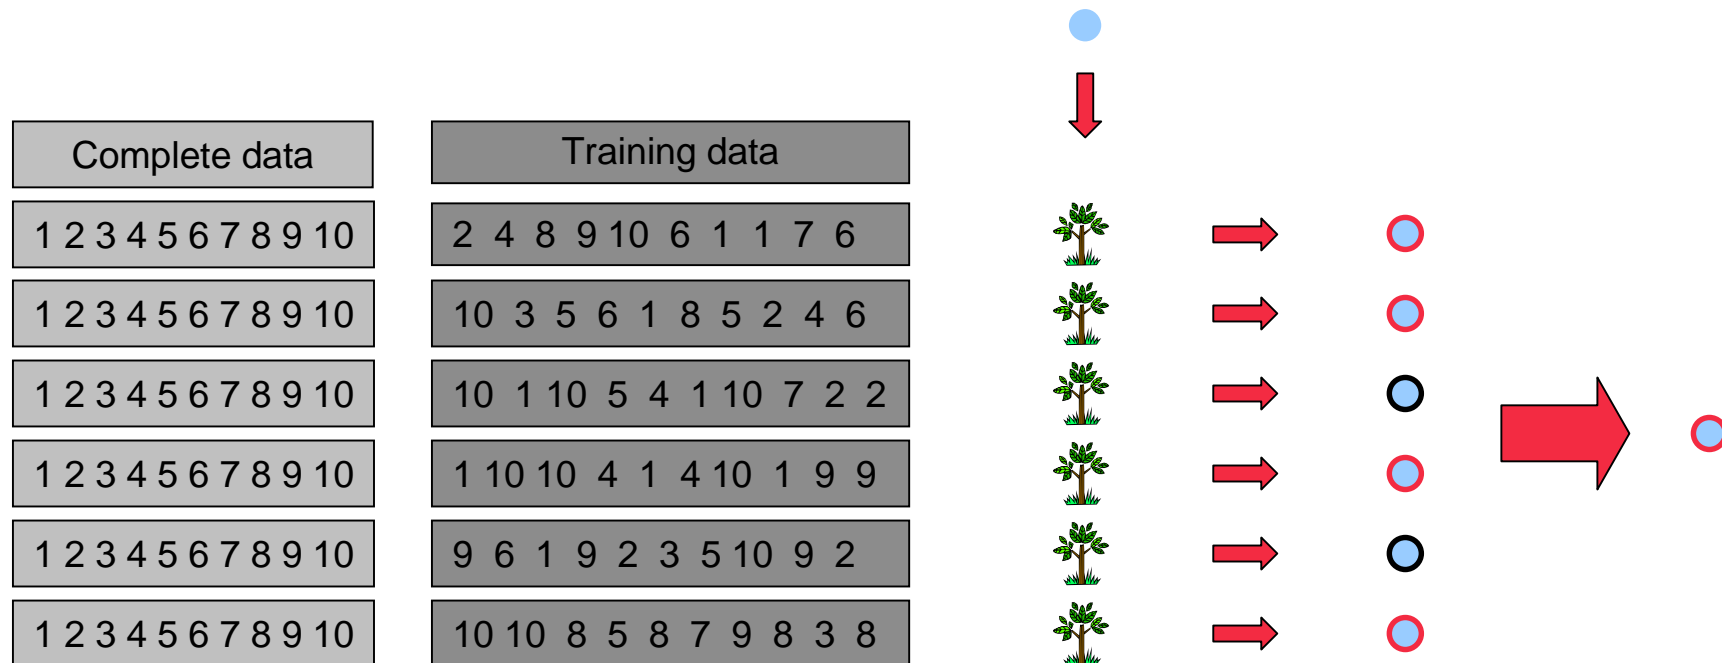 Complete data Training data
1 2 3 4 5 6 7 8 9 10 2 4 8 9 10 6 1 1 7 6
1 2 3 4 5 6 7 8 9 10 10 3 5 6 1 8 5 2 4 6
1 2 3 4 5 6 7 8 9 10 10 1 10 5 4 1 10 7 2 2
1 2 3 4 5 6 7 8 9 10 1 10 10 4 1 4 10 1 9 9
1 2 3 4 5 6 7 8 9 10 9 6 1 9 2 3 5 10 9 2
1 2 3 4 5 6 7 8 9 10 10 10 8 5 8 7 9 8 3 8